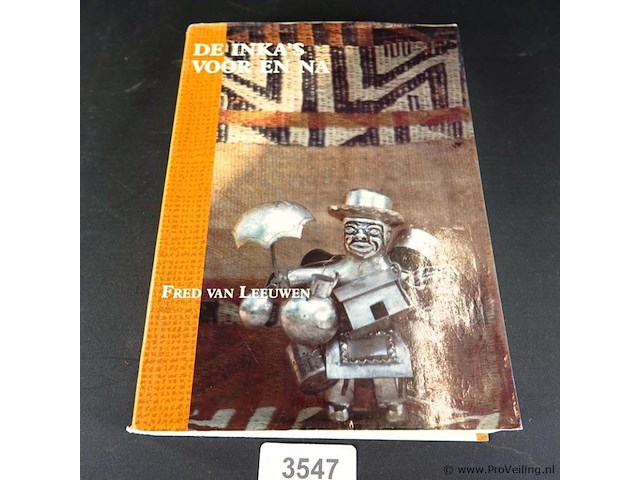 DE INKA'S
VOOR EN NA
FRED VAN LEEUWEN
3547
© www.ProVeiling.nl